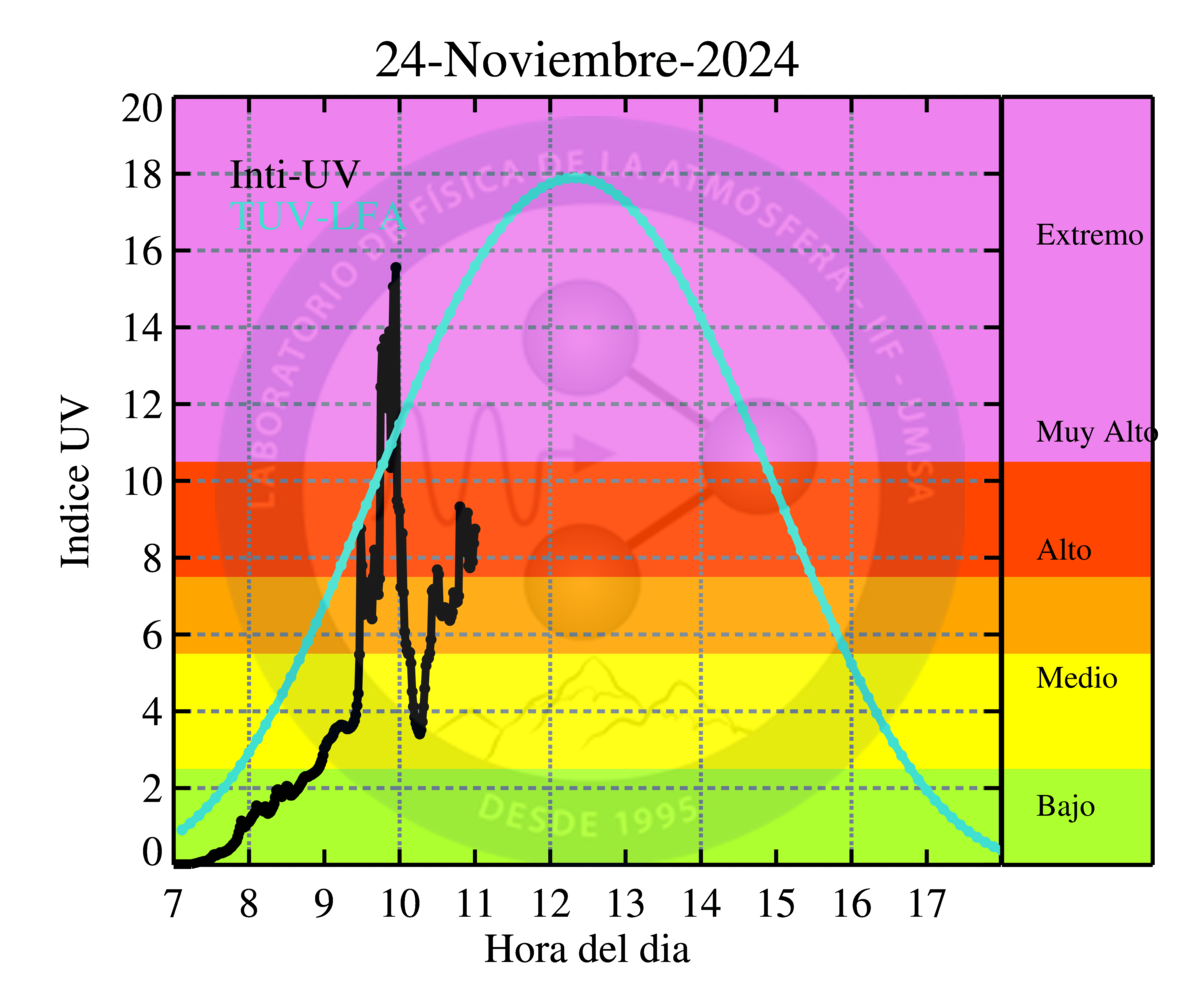 24-Noviembre-2024
Inti-UV
TUV-LFA
LABORATORIO DE FÍSICA DE LA ATMÓSFERA - IIF - UMSA
DESDE 1995
Indice UV
20
18
16
14
12
10
8
6
4
2
0
Extremo
Muy Alto
Alto
Medio
Bajo
7 8 9 10 11 12 13 14 15 16 17
Hora del dia